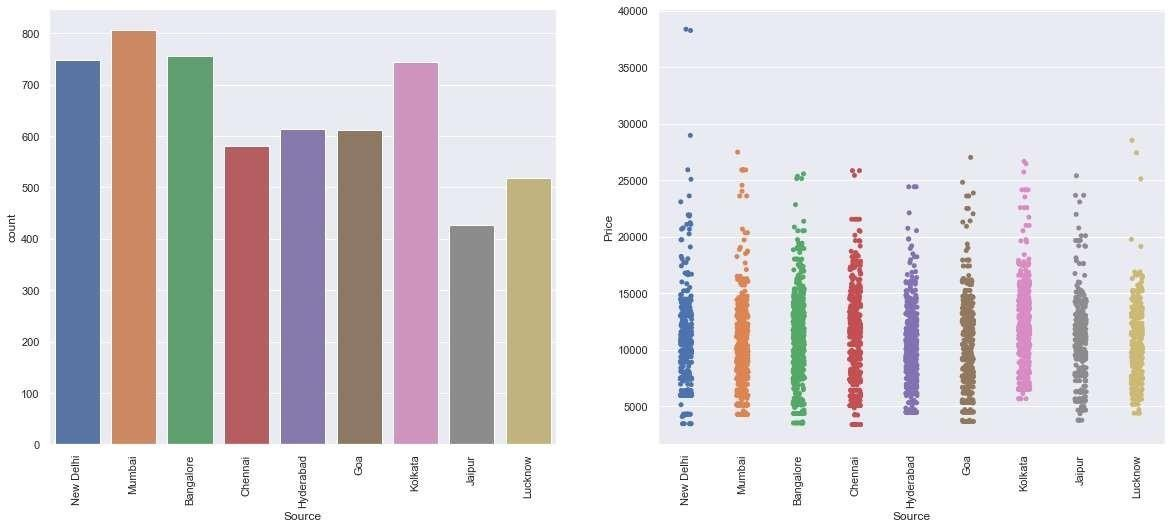 800
700
600
500
400
300
200
100
0
count
New Delhi
Mumbai
Bangalore
Chennai
Hyderabad
Goa
Kolkata
Jaipur
Lucknow
Source
40000
35000
30000
25000
20000
15000
10000
5000
Price
New Delhi
Mumbai
Bangalore
Chennai
Hyderabad
Goa
Kolkata
Jaipur
Lucknow
Source